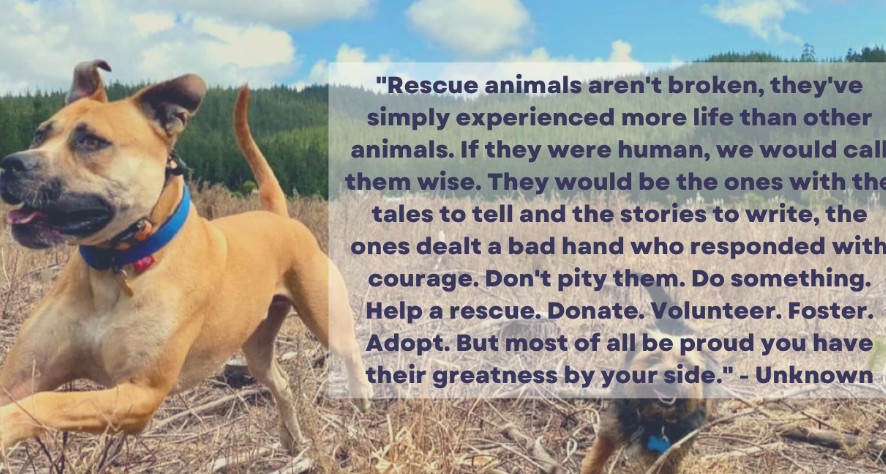 "Rescue animals aren't broken, they've
simply experienced more life than other
animals. If they were human, we would call
them wise. They would be the ones with the
tales to tell and the stories to write, the
ones dealt a bad hand who responded with
courage. Don't pity them. Do something.
Help a rescue. Donate. Volunteer. Foster.
Adopt. But most of all be proud you have
their greatness by your side." - Unknown